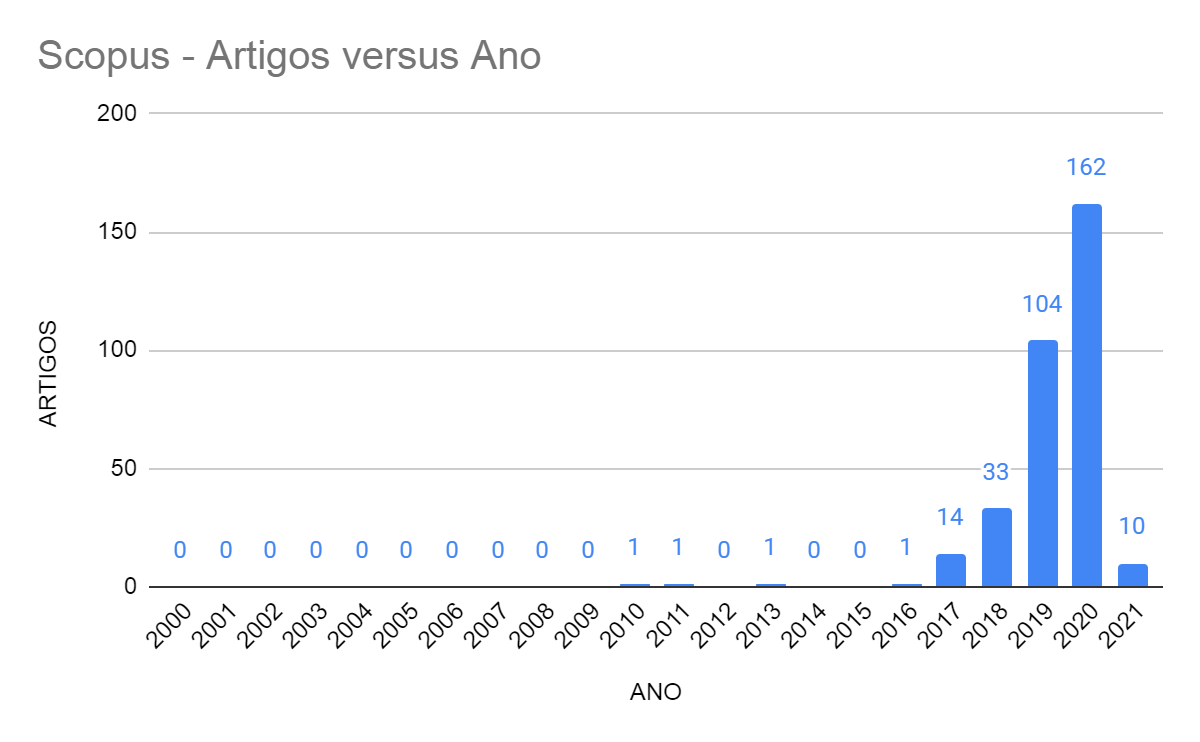 Scopus - Artigos versus Ano
200
150
100
50
0
ARTIGOS
0 0 0 0 0 0 0 0 0 0 1 1 0 1 0 0 1 14 33 104 162 10
2000 2001 2002 2003 2004 2005 2006 2007 2008 2009 2010 2011 2012 2013 2014 2015 2016 2017 2018 2019 2020 2021
ANO